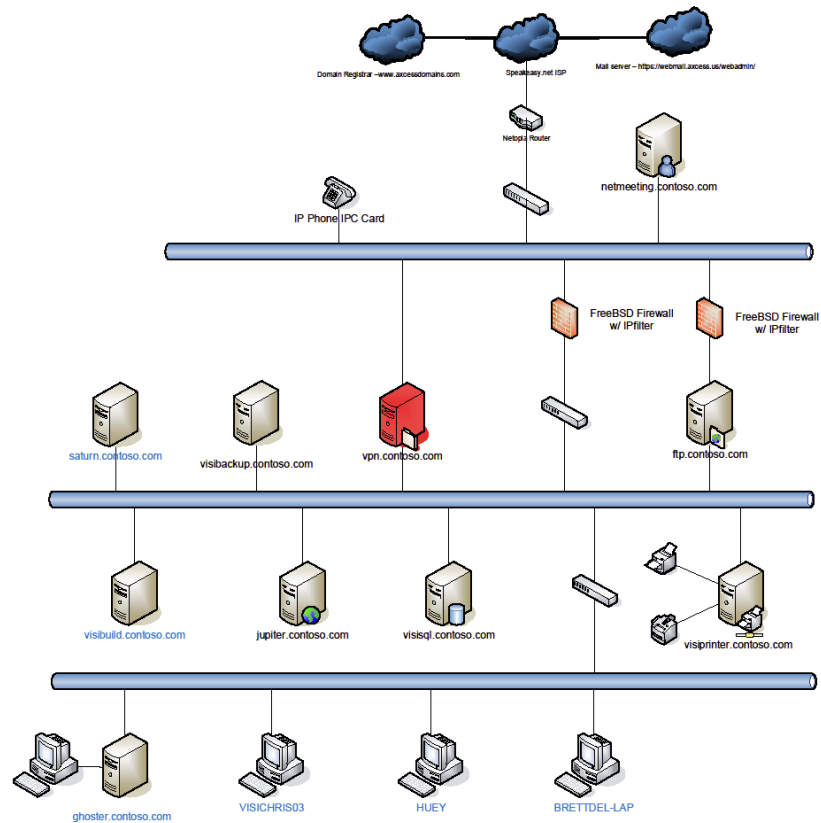 Domain Registrar –www.axcessdomains.com
Speakeasy.net ISP
Mail server – https://webmail.axcess.us/webadmin/
Netopia Router
netmeeting.contoso.com
IP Phone IPC Card
FreeBSD Firewall
w/ IPfilter
FreeBSD Firewall
w/ IPfilter
saturn.contoso.com
visibackup.contoso.com
vpn.contoso.com
ftp.contoso.com
visibuild.contoso.com
jupiter.contoso.com
visisql.contoso.com
visiprinter.contoso.com
ghoster.contoso.com
VISICHRIS03
HUEY
BRETTDEL-LAP